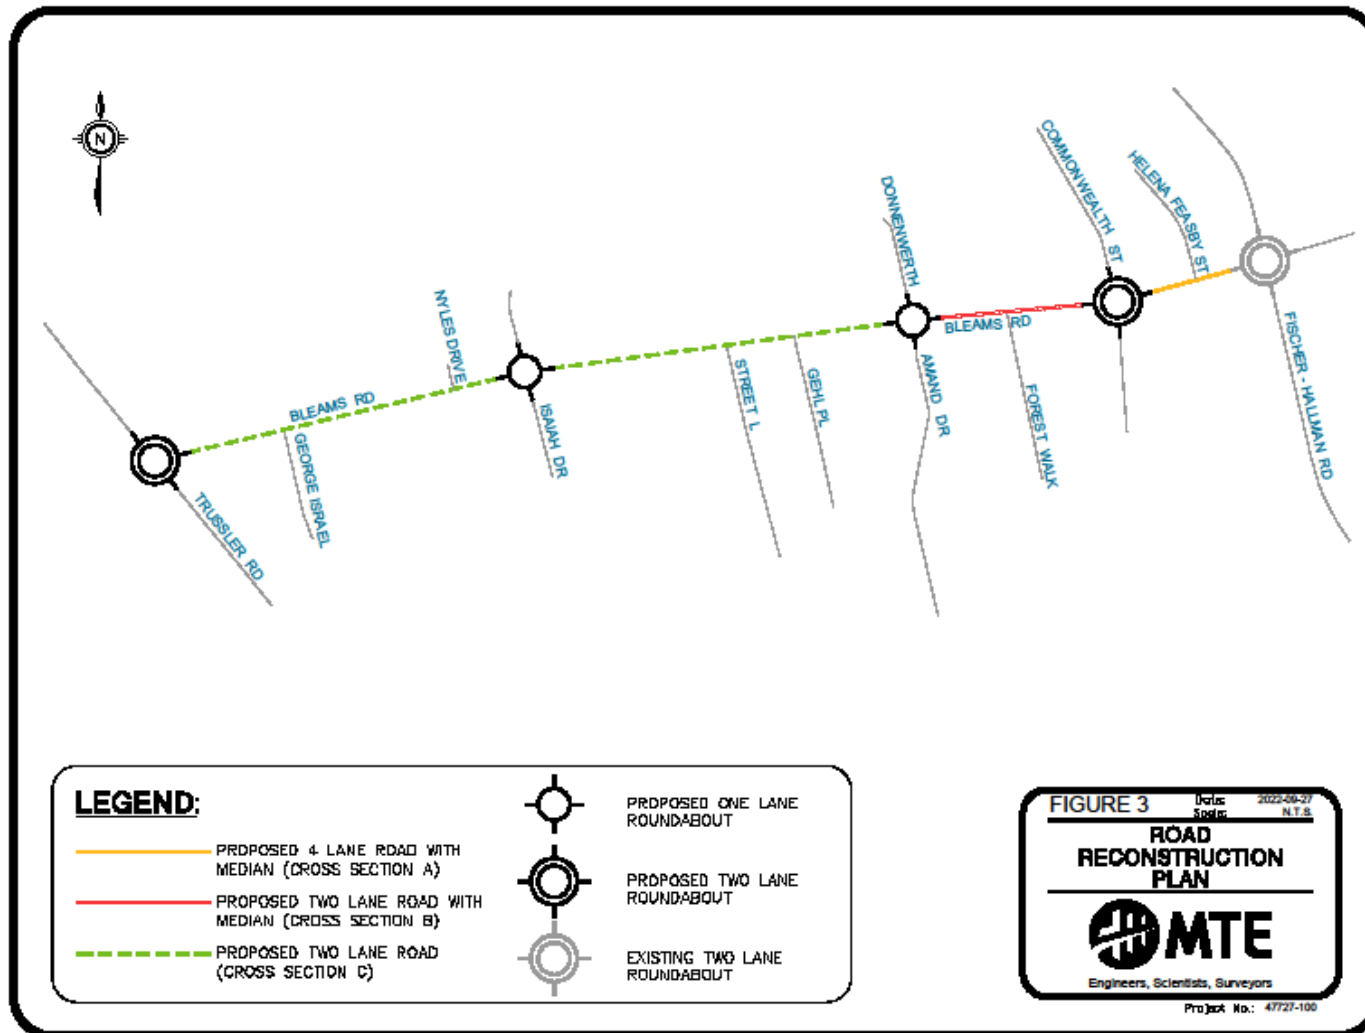 N
COMMONWEALTH ST
HELENA FEASBY ST
DONNENWERTH
NYLES DRIVE
BLEAMS RD
BLEAMS RD
ISAIAH DR
STREET L
GEHL PL
AMAND DR
FOREST WALK
FISCHER - HALLMAN RD
GEORGE ISRAEL
TRUSSLER RD
LEGEND:
PROPOSED 4 LANE ROAD WITH
MEDIAN (CROSS SECTION A)
PROPOSED TWO LANE ROAD WITH
MEDIAN (CROSS SECTION B)
PROPOSED TWO LANE ROAD
(CROSS SECTION C)
PROPOSED ONE LANE
ROUNDABOUT
PROPOSED TWO LANE
ROUNDABOUT
EXISTING TWO LANE
ROUNDABOUT
FIGURE 3
Date: 2022-09-27
Scale: N.T.S.
ROAD
RECONSTRUCTION
PLAN
MTE
Engineers, Scientists, Surveyors
Project No.: 47727-100